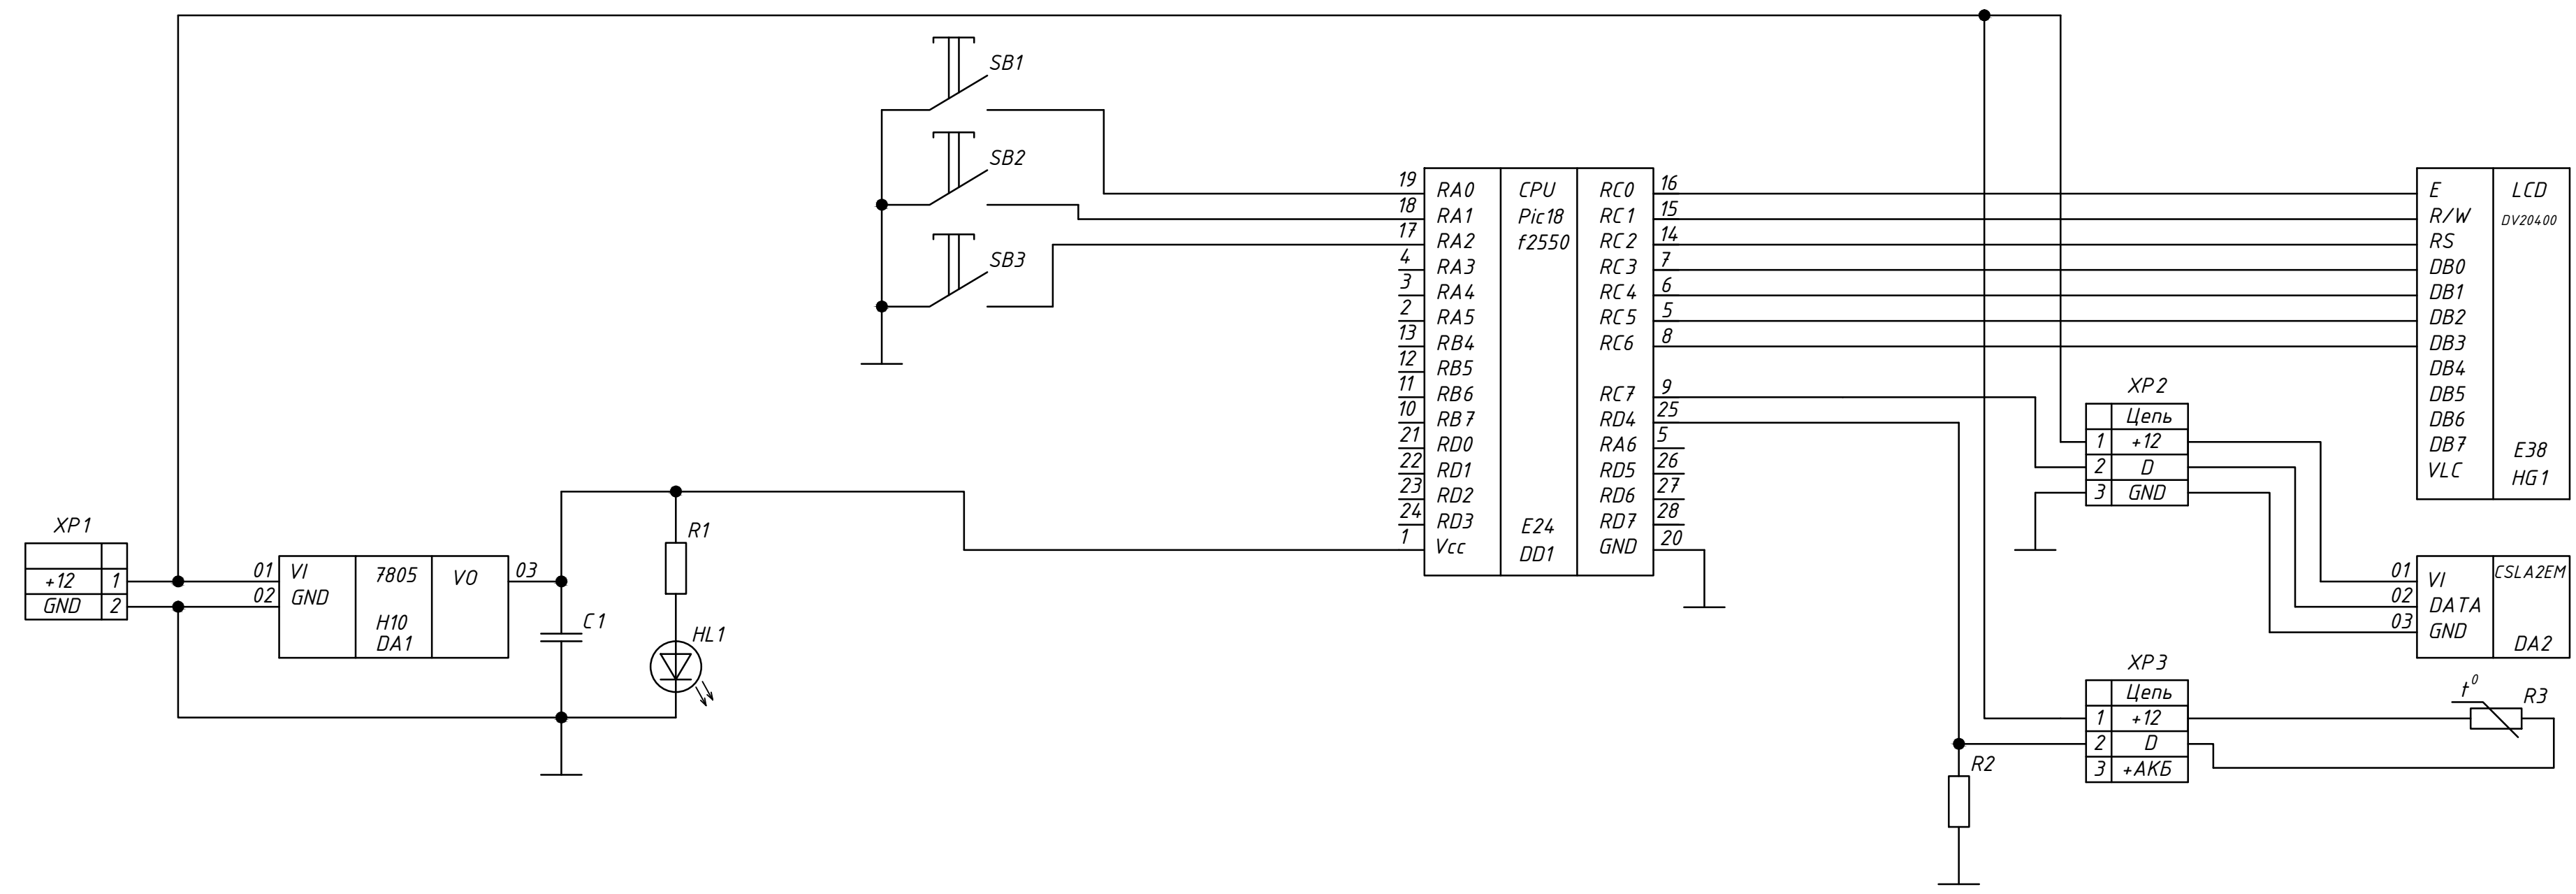 SB1
SB2
SB3
19 RA0 CPU RC0 16
18 RA1 Pic18 RC1 15
17 RA2 f2550 RC2 14
4 RA3 RC3 7
3 RA4 RC4 6
2 RA5 RC5 5
13 RB4 RC6 8
12 RB5
11 RB6 RC7 9
10 RB7 RD4 25
21 RD0 RA6 5
22 RD1 RD5 26
23 RD2 RD6 27
24 RD3 E24 RD7 28
1 Vcc DD1 GND 20
E LCD
R/W DV20400
RS
DB0
DB1
DB2
DB3
DB4
DB5
DB6
DB7 E38
VLC HG1
XP2
Цепь
1 +12
2 D
3 GND
XP1
+12 1
GND 2
01 VI 7805 VO 03
02 GND
H10
DA1
R1
C1
HL1
01 VI CSLA2EM
02 DATA
03 GND DA2
XP3
Цепь
1 +12
2 D
3 +АКБ
t0 R3
R2